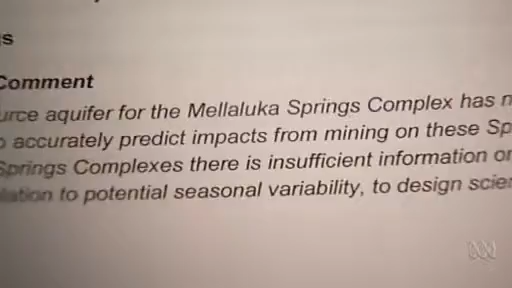 s
Comment
urce aquifer for the Mellaluka Springs Complex has n
o accurately predict impacts from mining on these Sp
Springs Complexes there is insufficient information or
lation to potential seasonal variability, to design scie